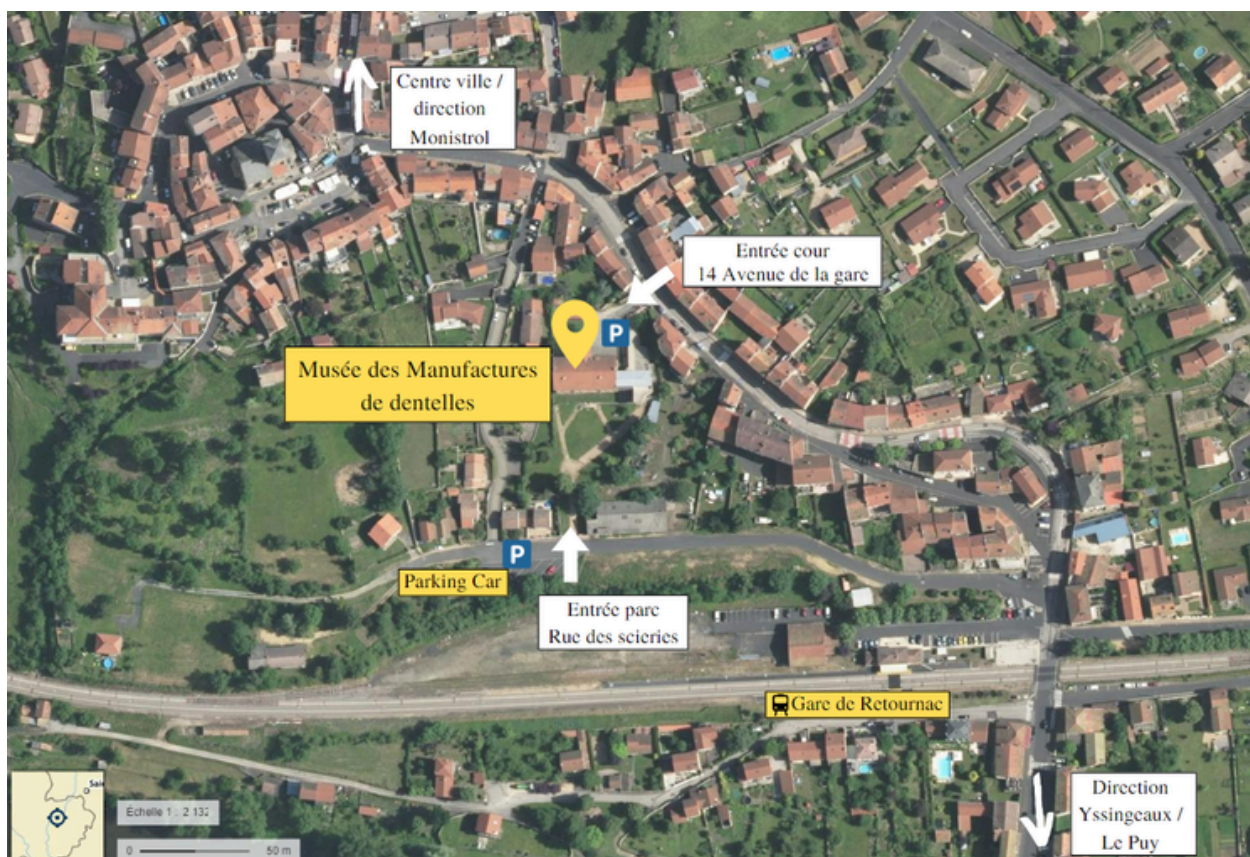 Centre ville /
direction
Monistrol
Entrée cour
14 Avenue de la gare
P
Musée des Manufactures
de dentelles
P
Parking Car
Entrée parc
Rue des scieries
Gare de Retournac
Direction
Yssingeaux /
Le Puy
Échelle 1 : 2 132
0
50 m